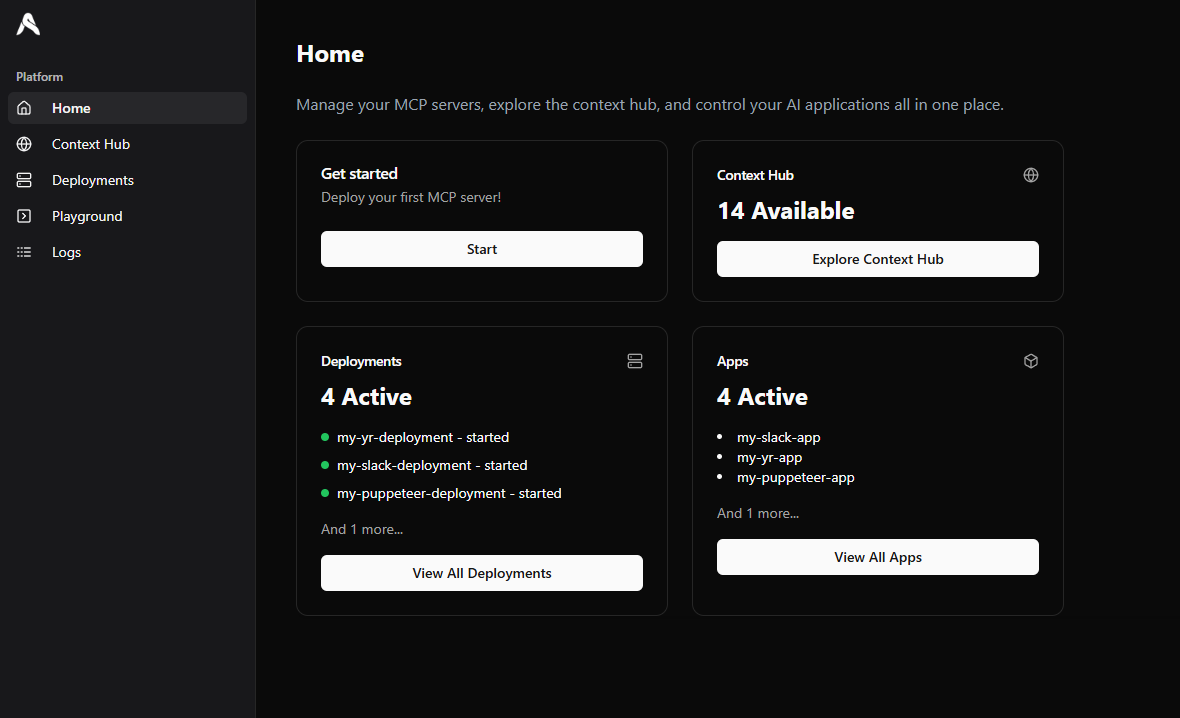 Platform
Home
Context Hub
Deployments
Playground
Logs
Home
Manage your MCP servers, explore the context hub, and control your AI applications all in one place.
Get started
Deploy your first MCP server!
Start
Context Hub
14 Available
Explore Context Hub
Deployments
4 Active
my-yr-deployment - started
my-slack-deployment - started
my-puppeteer-deployment - started
And 1 more...
View All Deployments
Apps
4 Active
my-slack-app
my-yr-app
my-puppeteer-app
And 1 more...
View All Apps